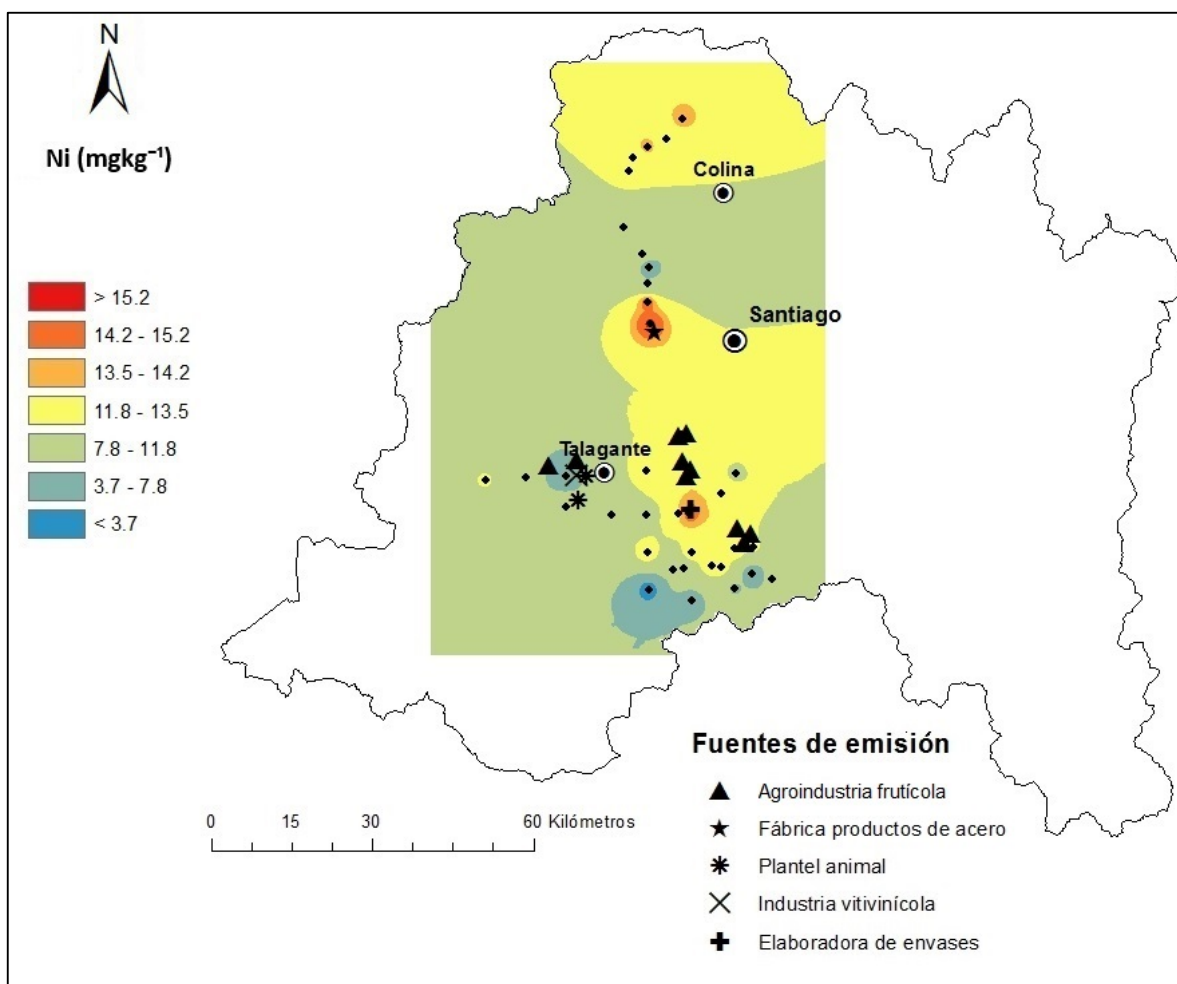 N
Ni (mgkg⁻¹)
> 15.2
14.2 - 15.2
13.5 - 14.2
11.8 - 13.5
7.8 - 11.8
3.7 - 7.8
< 3.7
Colina
Santiago
Talagante
0 15 30 60 Kilómetros
Fuentes de emisión
Agroindustria frutícola
Fábrica productos de acero
Plantel animal
Industria vitivinícola
Elaboradora de envases